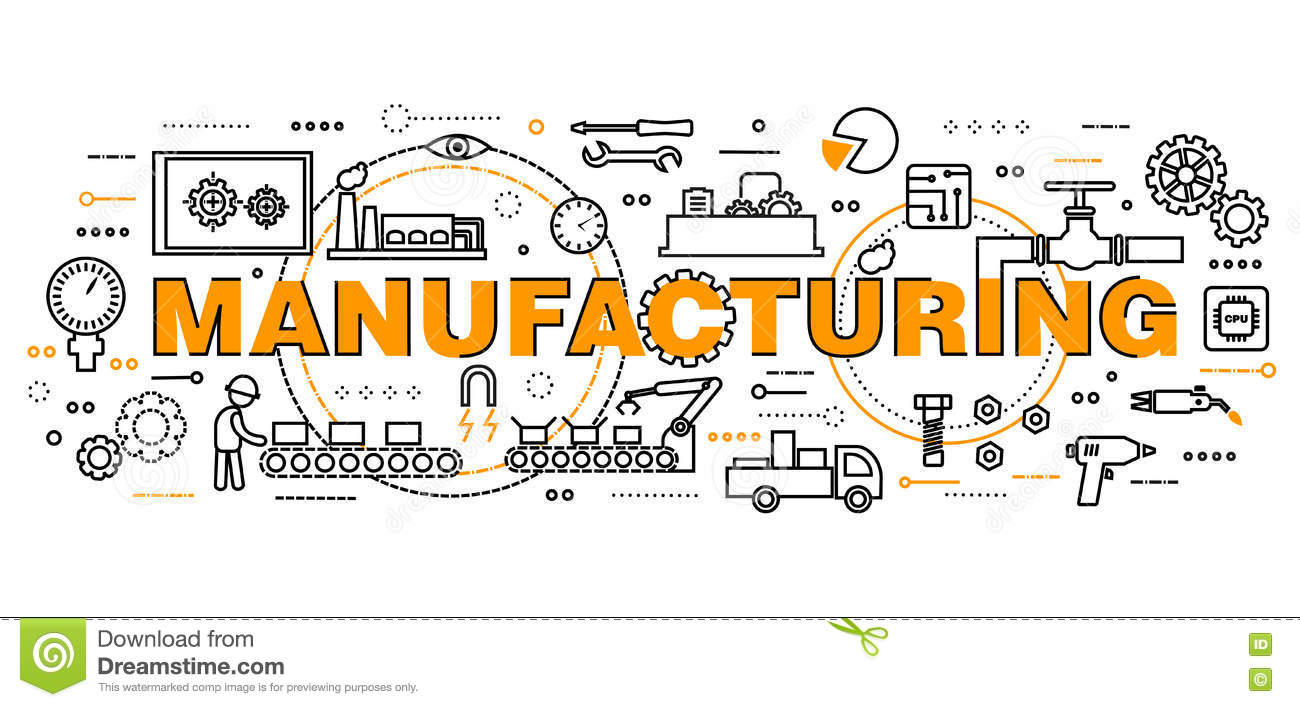 MANUFACTURING
CPU
Download from
Dreamstime.com
This watermarked comp image is for previewing purposes only.
ID
©